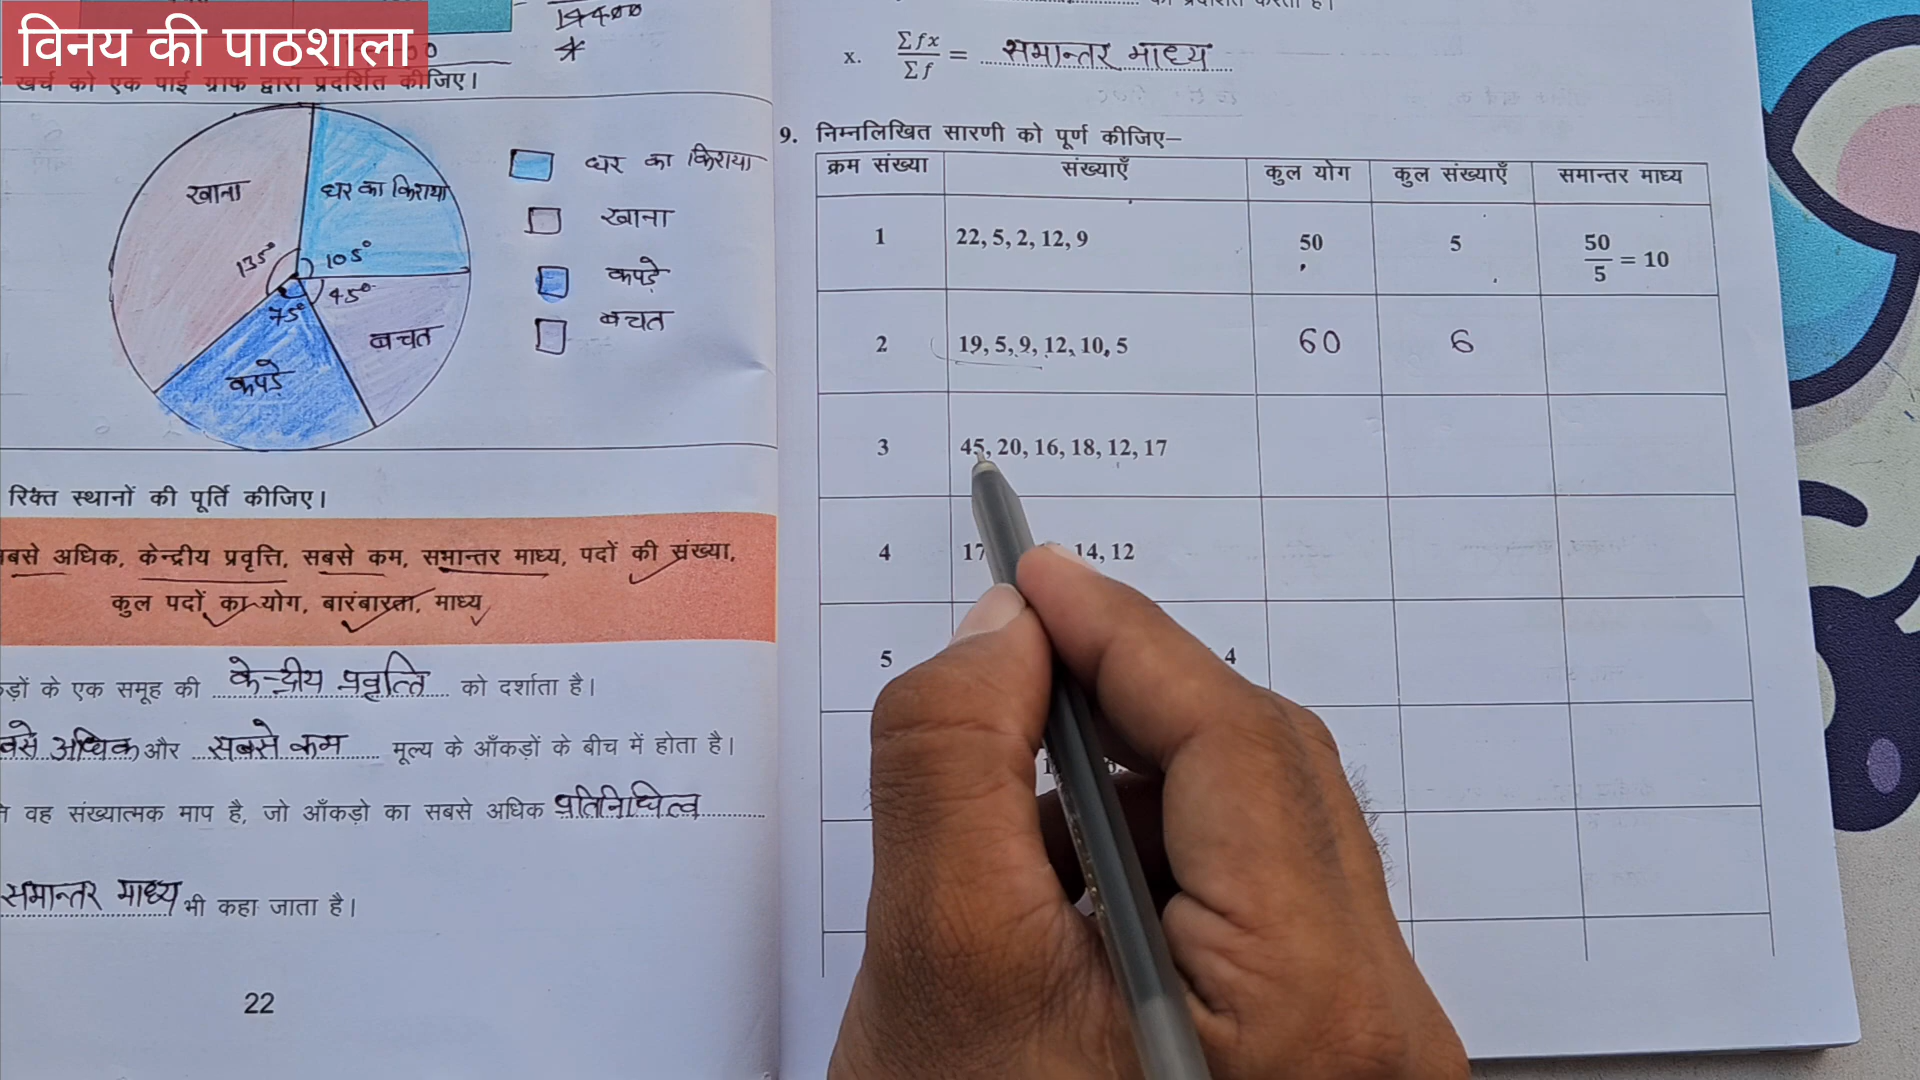 विनय की पाठशाला
14400
खर्च को एक पाई ग्राफ द्वारा प्रदर्शित कीजिए।
खाना
घर का किराया
135°
105°
45°
75°
बचत
कपड़े
घर का किराया
खाना
कपड़े
बचत
रिक्त स्थानों की पूर्ति कीजिए।
सबसे अधिक, केन्द्रीय प्रवृत्ति, सबसे कम, समान्तर माध्य, पदों की संख्या,
कुल पदों का योग, बारंबारता, माध्य
के एक समूह की केन्द्रीय प्रवृत्ति को दर्शाता है।
अधिक और सबसे कम मूल्य के आँकड़ों के बीच में होता है।
वह संख्यात्मक माप है, जो आँकड़ो का सबसे अधिक प्रतिनिधित्व
समान्तर माध्य भी कहा जाता है।
22
x. Σfx/Σf = समान्तर माध्य
9. निम्नलिखित सारणी को पूर्ण कीजिए–
क्रम संख्या संख्याएँ कुल योग कुल संख्याएँ समान्तर माध्य
1 22, 5, 2, 12, 9 50 5 50/5 = 10
2 19, 5, 9, 12, 10, 5 60 6
3 45, 20, 16, 18, 12, 17
4 17 14, 12
5 4